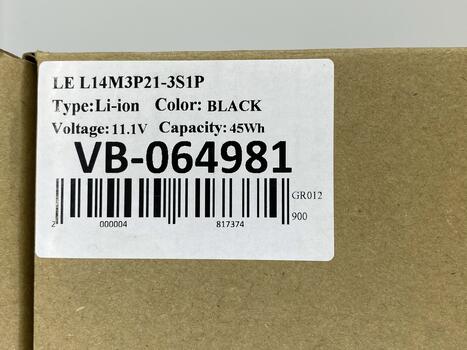 LE L14M3P21-3S1P
Type:Li-ion Color: BLACK
Voltage: 11.1V Capacity: 45Wh
VB-064981
GR012
900
2 000004 817374